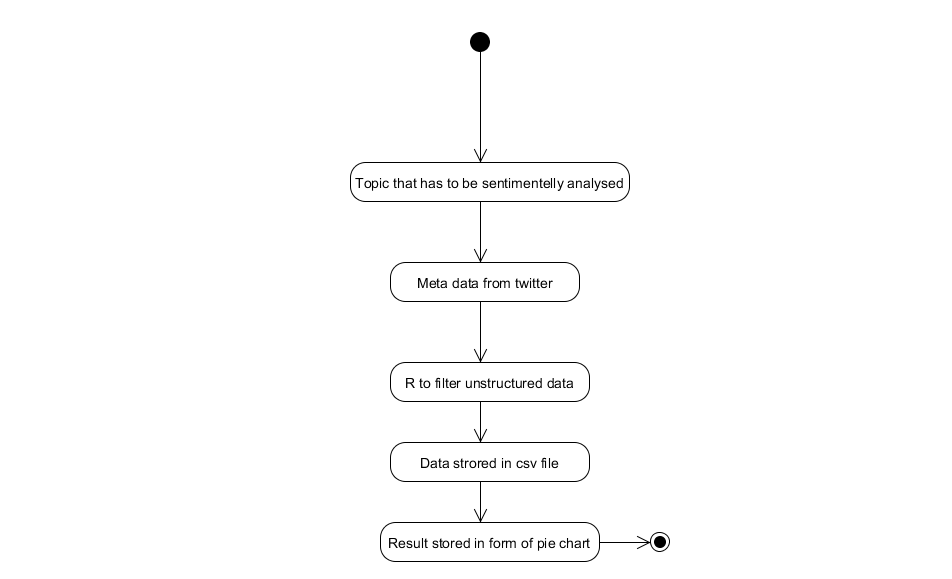 Topic that has to be sentimentelly analysed
Meta data from twitter
R to filter unstructured data
Data strored in csv file
Result stored in form of pie chart